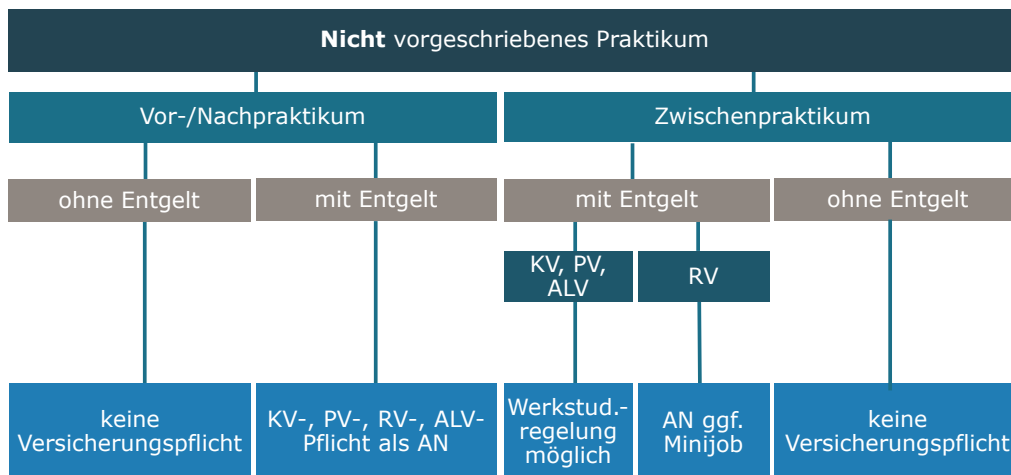 Nicht vorgeschriebenes Praktikum
Vor-/Nachpraktikum
Zwischenpraktikum
ohne Entgelt
mit Entgelt
mit Entgelt
ohne Entgelt
KV, PV,
ALV
RV
keine
Versicherungspflicht
KV-, PV-, RV-, ALV-
Pflicht als AN
Werkstud.-
regelung
möglich
AN ggf.
Minijob
keine
Versicherungspflicht